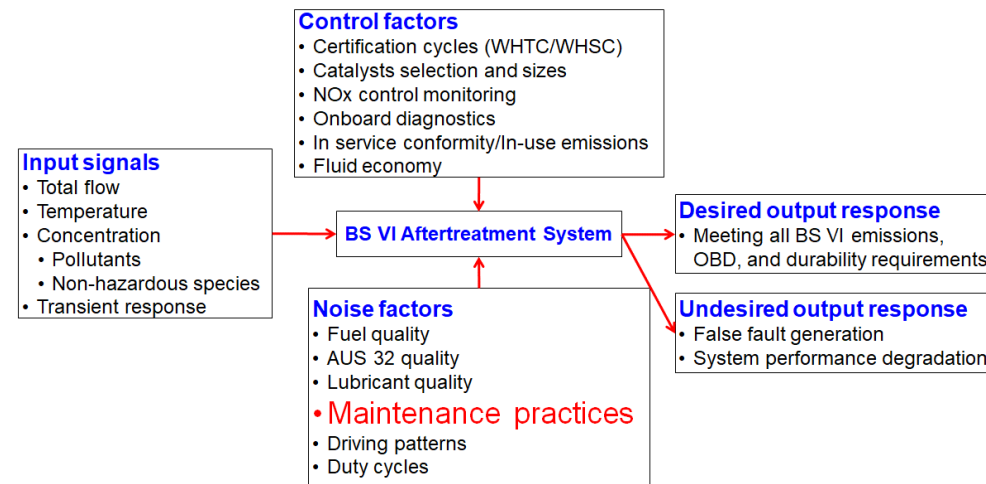 Control factors
• Certification cycles (WHTC/WHSC)
• Catalysts selection and sizes
• NOx control monitoring
• Onboard diagnostics
• In service conformity/In-use emissions
• Fluid economy
Input signals
• Total flow
• Temperature
• Concentration
• Pollutants
• Non-hazardous species
• Transient response
BS VI Aftertreatment System
Desired output response
• Meeting all BS VI emissions,
OBD, and durability requirements
Undesired output response
• False fault generation
• System performance degradation
Noise factors
• Fuel quality
• AUS 32 quality
• Lubricant quality
• Maintenance practices
• Driving patterns
• Duty cycles